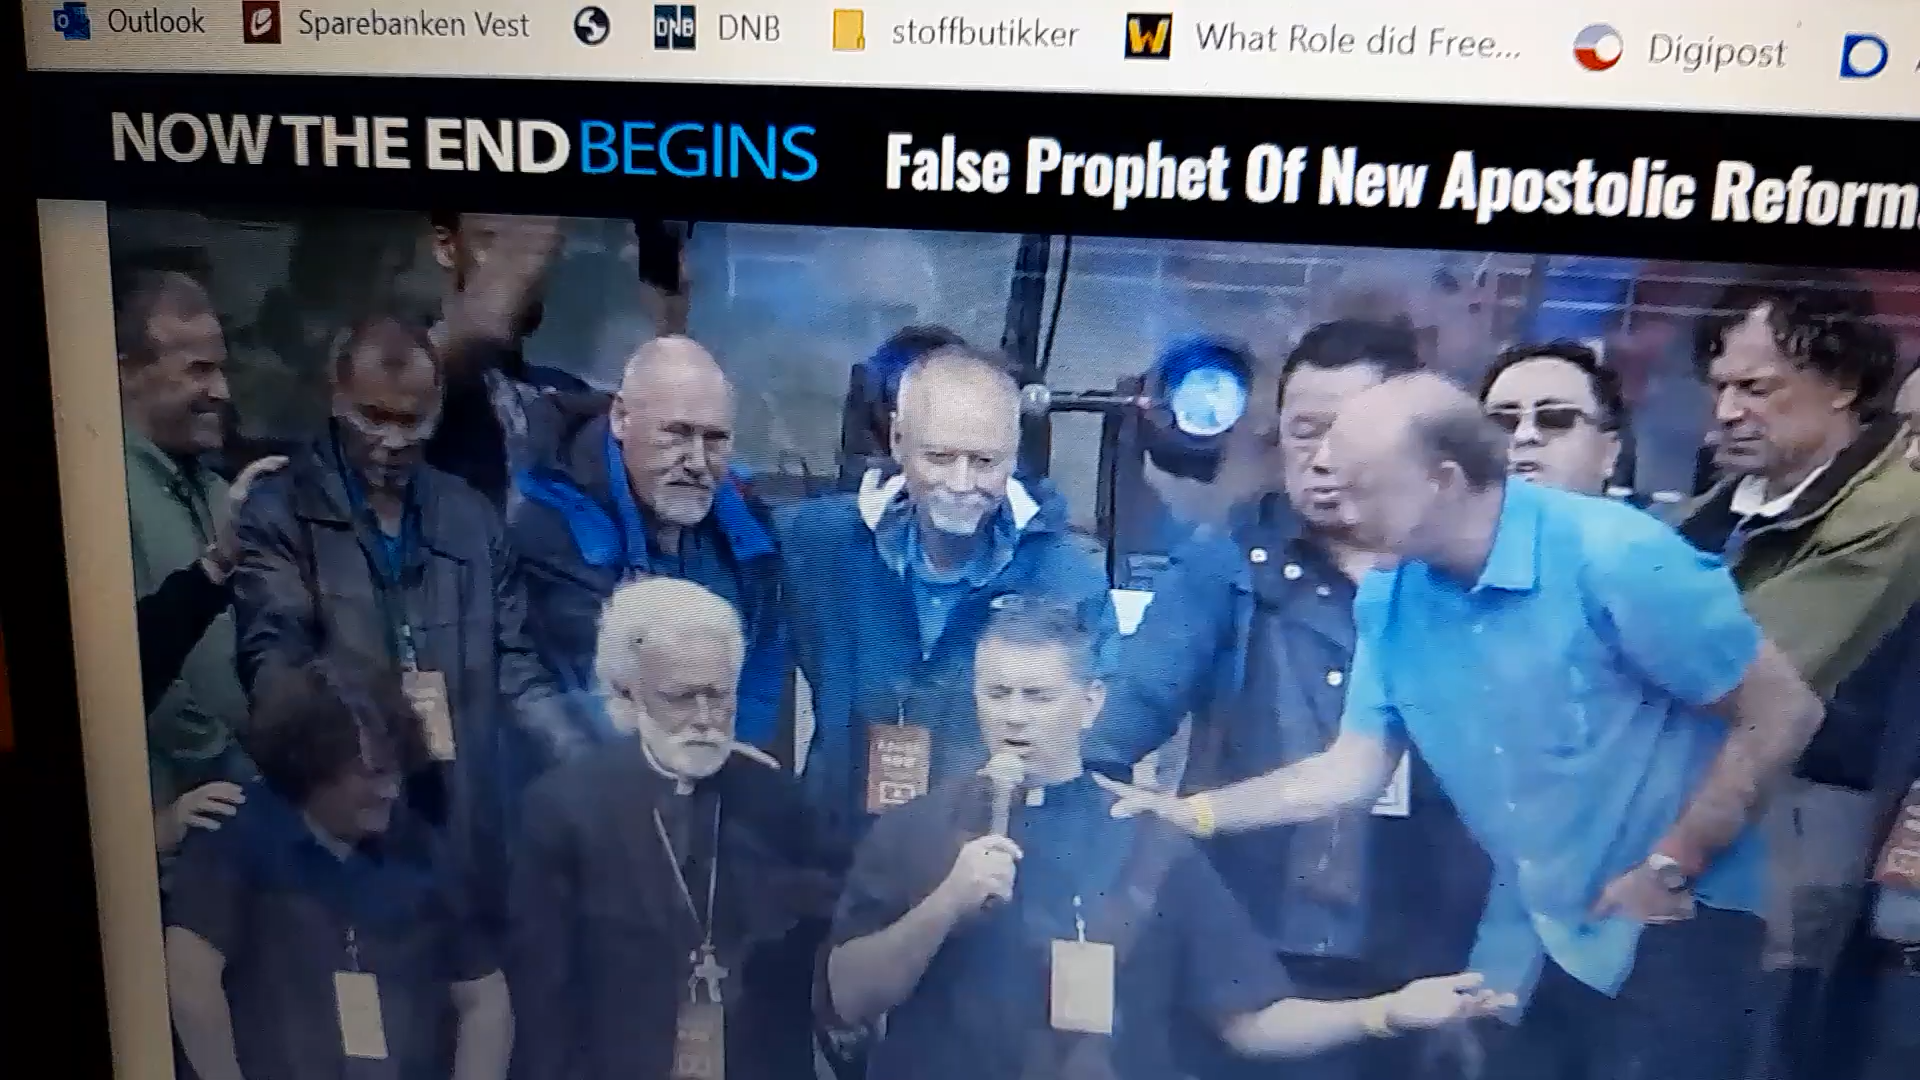 Outlook Sparebanken Vest DNB DNB stoffbutikker What Role did Free... Digipost
NOW THE END BEGINS False Prophet Of New Apostolic Reform